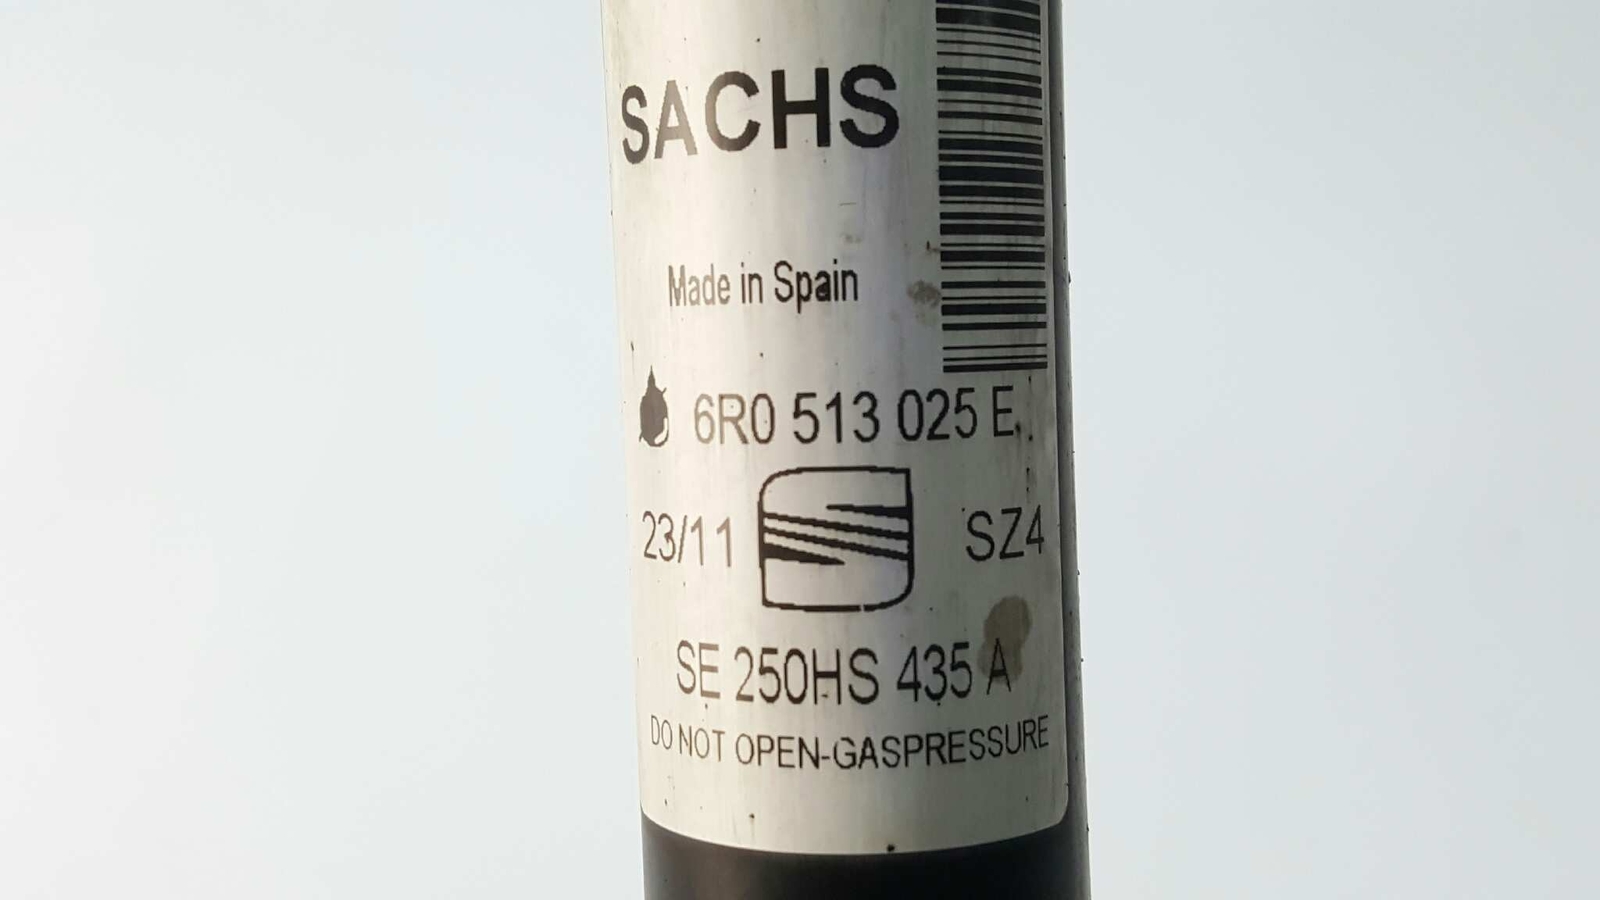 SACHS
Made in Spain
6R0 513 025 E
23/11 SZ4
SE 250HS 435 A
DO NOT OPEN-GASPRESSURE